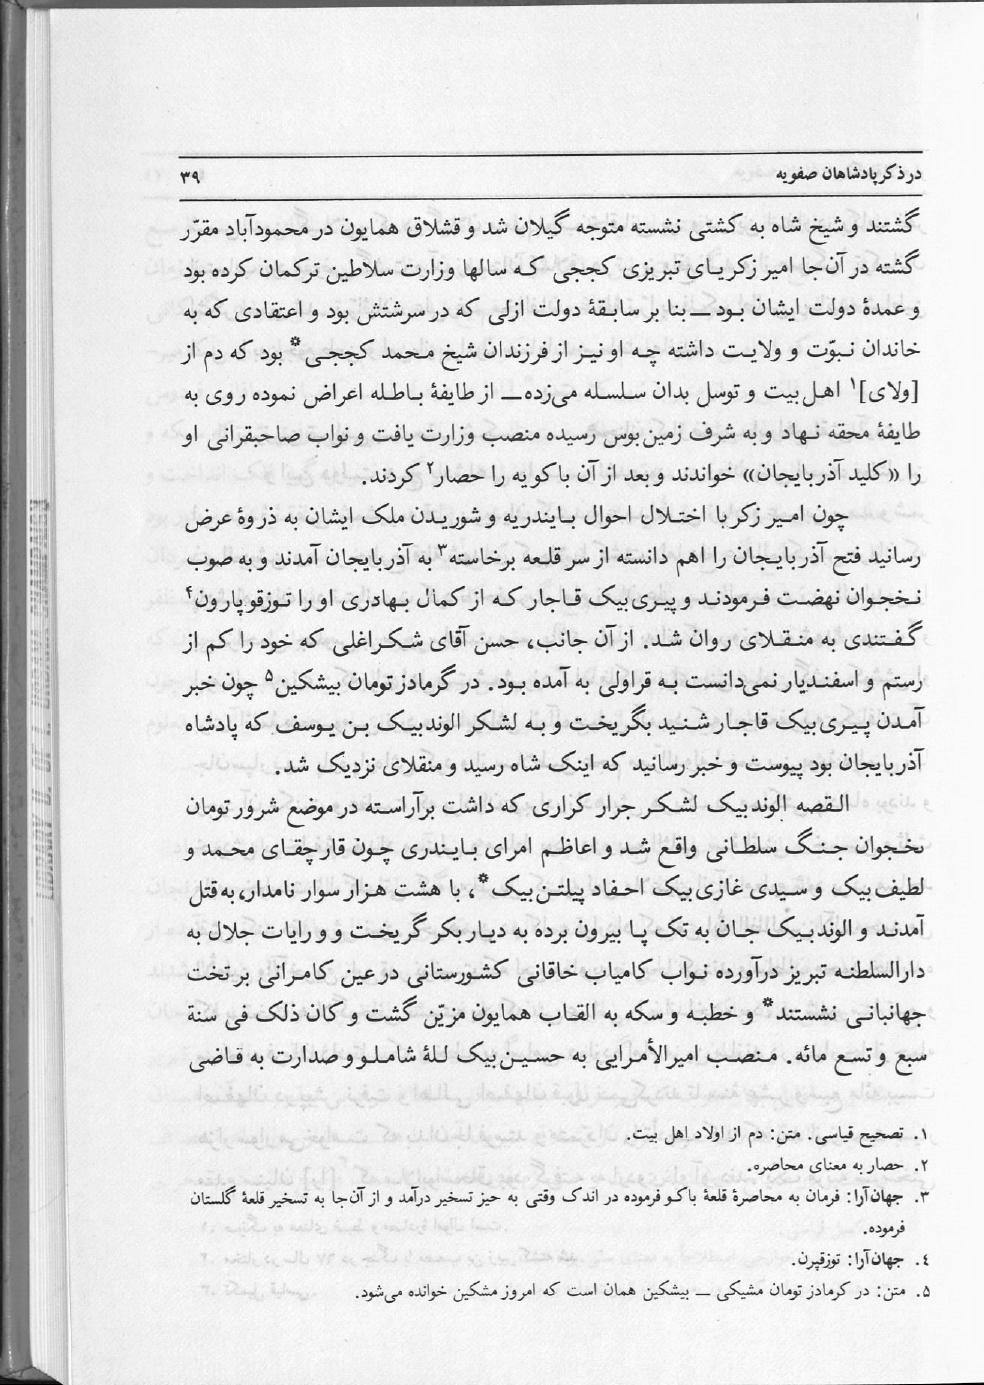 در ذکر پادشاهان صفویه
۳۹
گشتند و شیخ شاه به کشتی نشسته متوجه گیلان شد و قشلاق همایون در محمودآباد مقرّر
گشته در آن‌جا امیر زکریای تبریزی کججی که سالها وزارت سلاطین ترکمان کرده بود
و عمدهٔ دولت ایشان بود ــ بنا بر سابقهٔ دولت ازلی که در سرشتش بود و اعتقادی که به
خاندان نبوّت و ولایت داشته چه او نیز از فرزندان شیخ محمد کججی* بود که دم از
[ولای]۱ اهل‌بیت و توسل بدان سلسله می‌زده ــ از طایفهٔ باطله اعراض نموده روی به
طایفهٔ محقه نهاد و به شرف زمین‌بوس رسیده منصب وزارت یافت و نواب صاحبقرانی او
را «کلید آذربایجان» خواندند و بعد از آن باکویه را حصار۲ کردند.
چون امیر زکربا اختلال احوال بایندریه و شوریدن ملک ایشان به ذروهٔ عرض
رسانید فتح آذربایجان را اهم دانسته از سر قلعه برخاسته۳ به آذربایجان آمدند و به صوب
نخجوان نهضت فرمودند و پیری‌بیک قاجار که از کمال بهادری او را توزقوپارون۴
گفتندی به منقلای روان شد. از آن جانب، حسن آقای شکراغلی که خود را کم از
رستم و اسفندیار نمی‌دانست به قراولی به آمده بود. در گرمادز تومان بیشکین۵ چون خبر
آمدن پیری‌بیک قاجار شنید بگریخت و به لشکر الوندبیک بن یوسف که پادشاه
آذربایجان بود پیوست و خبر رسانید که اینک شاه رسید و منقلای نزدیک شد.
القصه الوندبیک لشکر جرار کزاری که داشت برآراسته در موضع شرور تومان
نخجوان جنگ سلطانی واقع شد و اعاظم امرای بایندری چون قارچقای محمد و
لطیف‌بیک و سیدی غازی‌بیک احفاد پیلتن‌بیک*، با هشت هزار سوار نامدار، به قتل
آمدند و الوندبیک جان به تک پا بیرون برده به دیاربکر گریخت و و رایات جلال به
دارالسلطنه تبریز درآورده نواب کامیاب خاقانی کشورستانی در عین کامرانی بر تخت
جهانبانی نشستند* و خطبه و سکه به القاب همایون مزیّن گشت و کان ذلک فی سنة
سبع و تسع مائه. منصب امیرالأمرایی به حسین‌بیک للهٔ شاملو و صدارت به قاضی
۱. تصحیح قیاسی. متن: دم از اولاد اهل بیت.
۲. حصار به معنای محاصره.
۳. جهان‌آرا: فرمان به محاصرهٔ قلعهٔ باکو فرموده در اندک وقتی به حیز تسخیر درآمد و از آن‌جا به تسخیر قلعهٔ گلستان
فرموده.
٤. جهان‌آرا: توزقپرن.
۵. متن: در کرمادز تومان مشیکی ــ بیشکین همان است که امروز مشکین خوانده می‌شود.